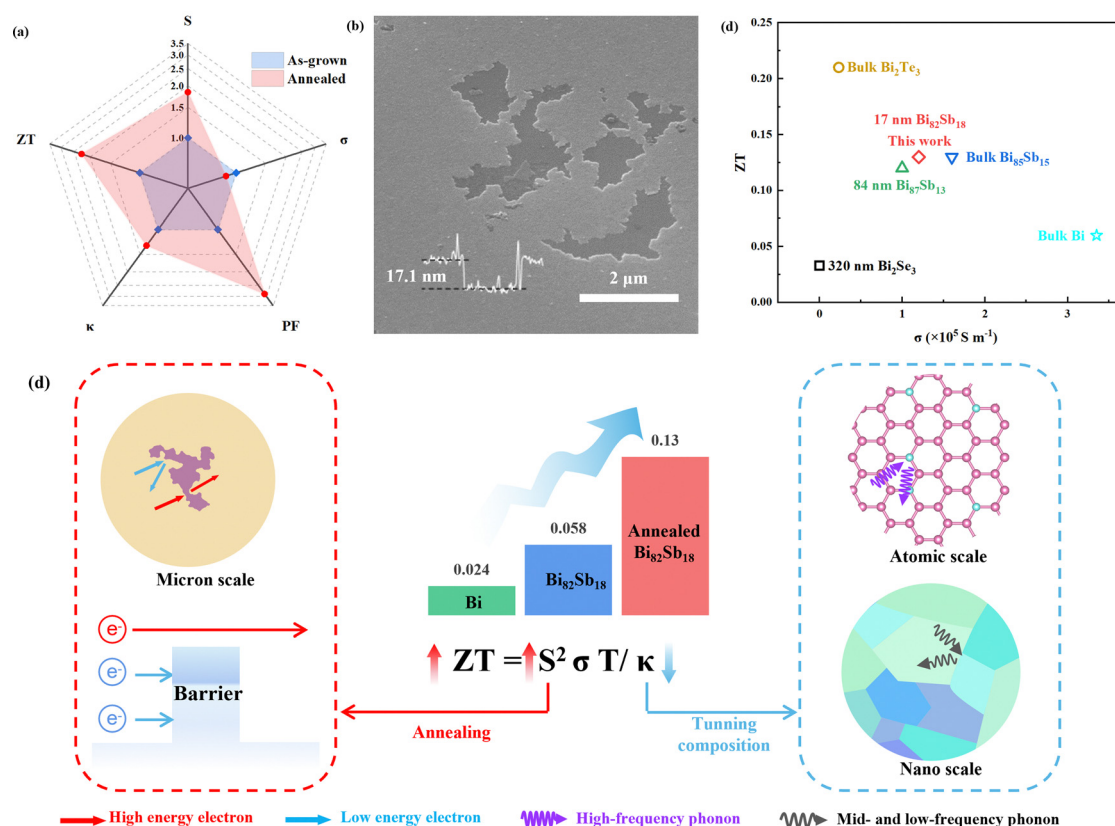 (a)
S
3.5
3.0
2.5
2.0
1.5
1.0
As-grown
Annealed
ZT
σ
κ
PF
(b)
17.1 nm
2 μm
(d)
0.25
0.20
0.15
0.10
0.05
0.00
ZT
Bulk Bi₂Te₃
17 nm Bi₈₂Sb₁₈
This work
Bulk Bi₈₅Sb₁₅
84 nm Bi₈₇Sb₁₃
Bulk Bi
320 nm Bi₂Se₃
0 1 2 3
σ (×10⁵ S m⁻¹)
(d)
Micron scale
e⁻
e⁻
e⁻
Barrier
0.024
Bi
0.058
Bi₈₂Sb₁₈
0.13
Annealed
Bi₈₂Sb₁₈
ZT = S² σ T/ κ
Annealing
Tunning
composition
Atomic scale
Nano scale
High energy electron
Low energy electron
High-frequency phonon
Mid- and low-frequency phonon